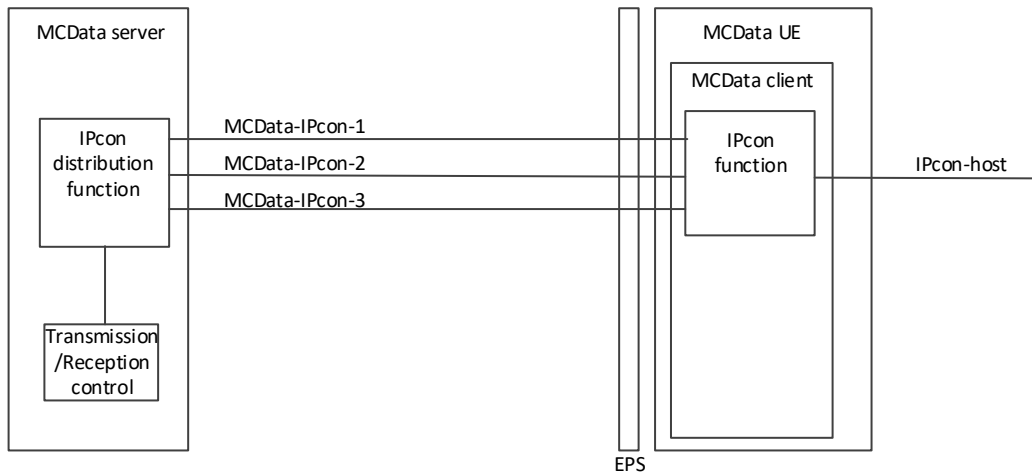 MCData server
MCData UE
MCData client
IPcon
distribution
function
MCData-IPcon-1
MCData-IPcon-2
MCData-IPcon-3
IPcon
function
IPcon-host
Transmission
/Reception
control
EPS